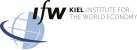 ifw KIEL INSTITUTE FOR
THE WORLD ECONOMY